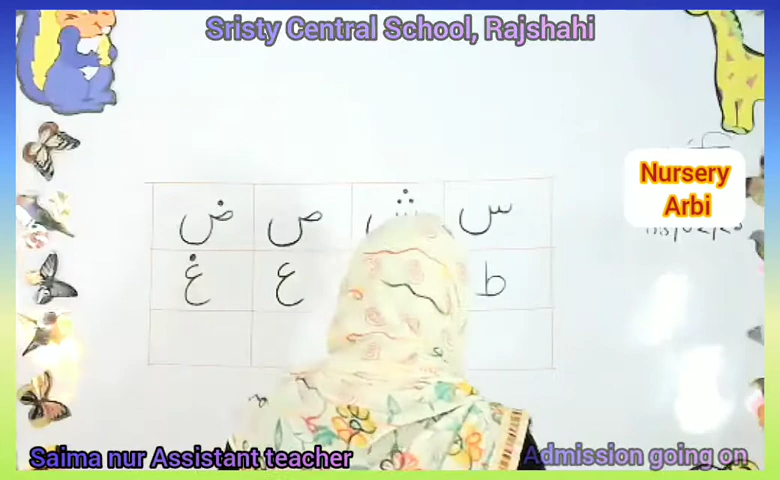 Sristy Central School, Rajshahi
Nursery
Arbi
س ش ص ض
ط ع غ
Saima nur Assistant teacher
Admission going on